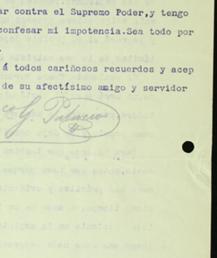 ar contra el Supremo Poder,y tengo
confesar mi impotencia.Sea todo por
á todos cariñosos recuerdos y acep
de su afectísimo amigo y servidor
G. Palacios